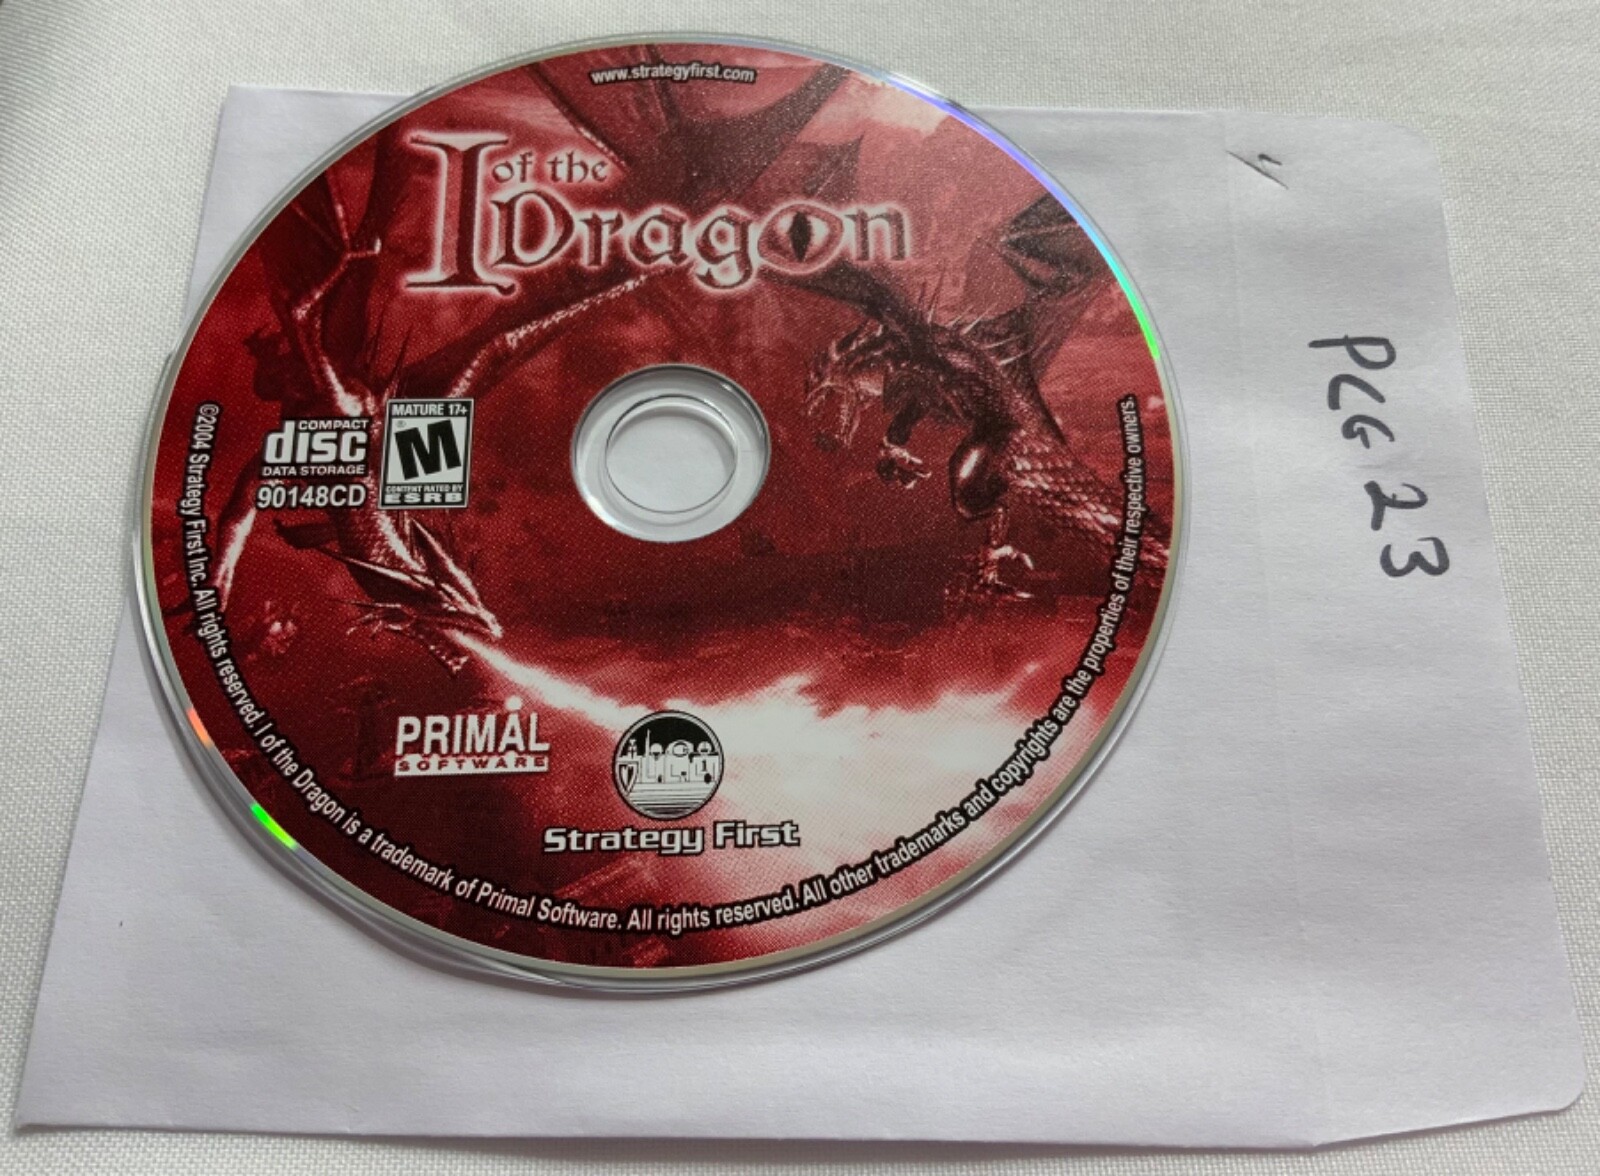 www.strategyfirst.com
I of the
Dragon
COMPACT
disc
DATA STORAGE
90148CD
MATURE 17+
M
®
CONTENT RATED BY
ESRB
PRIMAL
SOFTWARE
1
Strategy First
©2004 Strategy First Inc. All rights reserved. I of the Dragon is a trademark of Primal Software. All rights reserved. All other trademarks and copyrights are the properties of their respective owners.
PCG 23